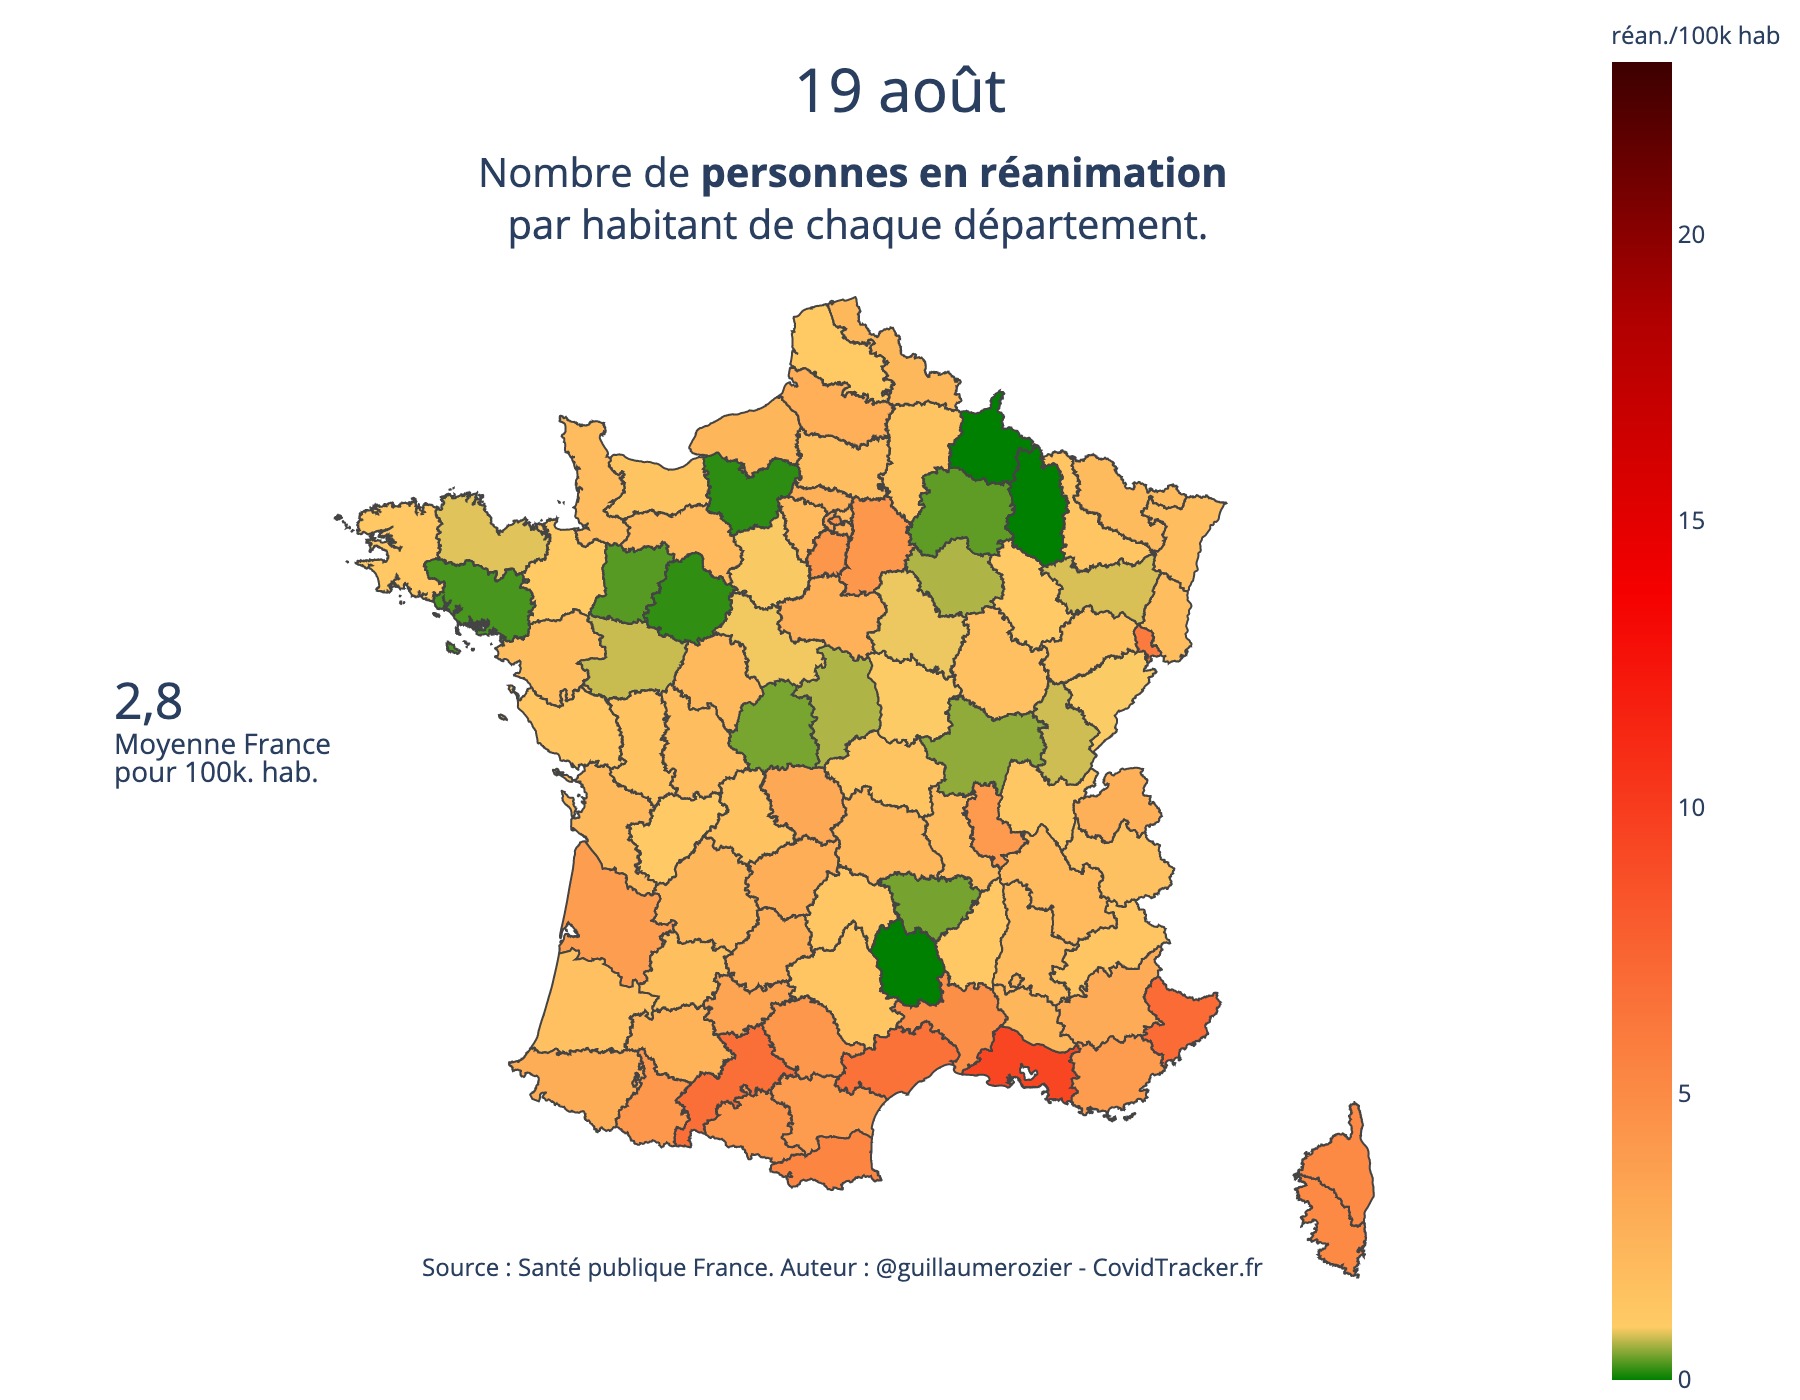 réan./100k hab
19 août
Nombre de personnes en réanimation
par habitant de chaque département.
20
15
2,8
Moyenne France
pour 100k. hab.
10
5
Source : Santé publique France. Auteur : @guillaumerozier - CovidTracker.fr
0